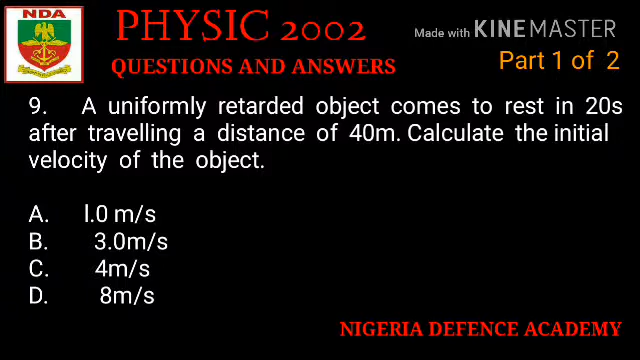 NDA
PHYSIC 2002
Made with KINEMASTER
QUESTIONS AND ANSWERS
Part 1 of 2
9. A uniformly retarded object comes to rest in 20s
after travelling a distance of 40m. Calculate the initial
velocity of the object.
A. l.0 m/s
B. 3.0m/s
C. 4m/s
D. 8m/s
NIGERIA DEFENCE ACADEMY